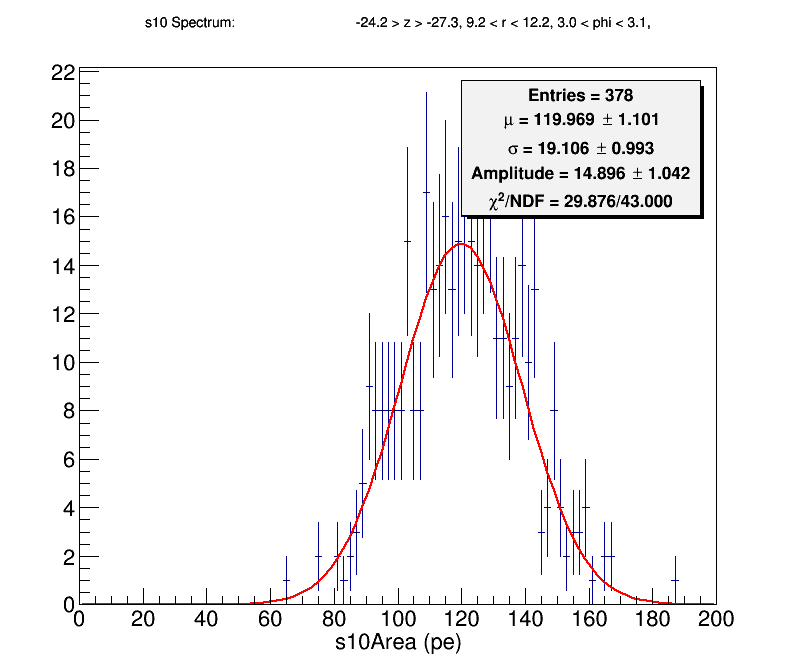 s10 Spectrum: -24.2 > z > -27.3, 9.2 < r < 12.2, 3.0 < phi < 3.1,
Entries = 378
μ = 119.969 ± 1.101
σ = 19.106 ± 0.993
Amplitude = 14.896 ± 1.042
χ²/NDF = 29.876/43.000
22
20
18
16
14
12
10
8
6
4
2
0
0 20 40 60 80 100 120 140 160 180 200
s10Area (pe)